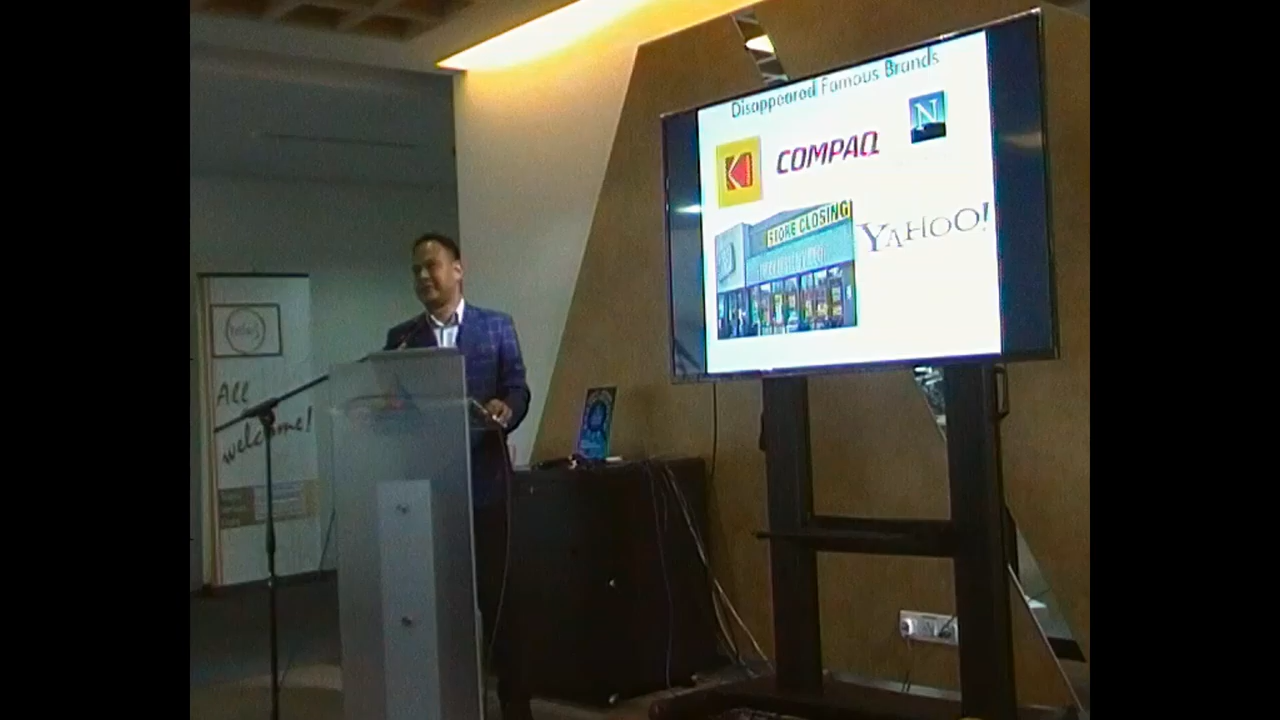 Disappeared Famous Brands
COMPAQ
N
STORE CLOSING
YAHOO!
All
welcome!